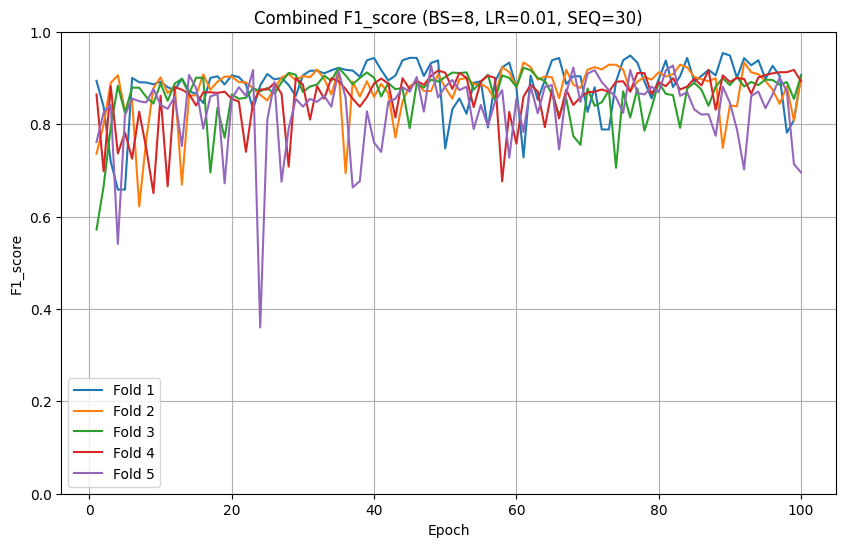 Combined F1_score (BS=8, LR=0.01, SEQ=30)
F1_score
1.0
0.8
0.6
0.4
0.2
0.0
Fold 1
Fold 2
Fold 3
Fold 4
Fold 5
0 20 40 60 80 100
Epoch